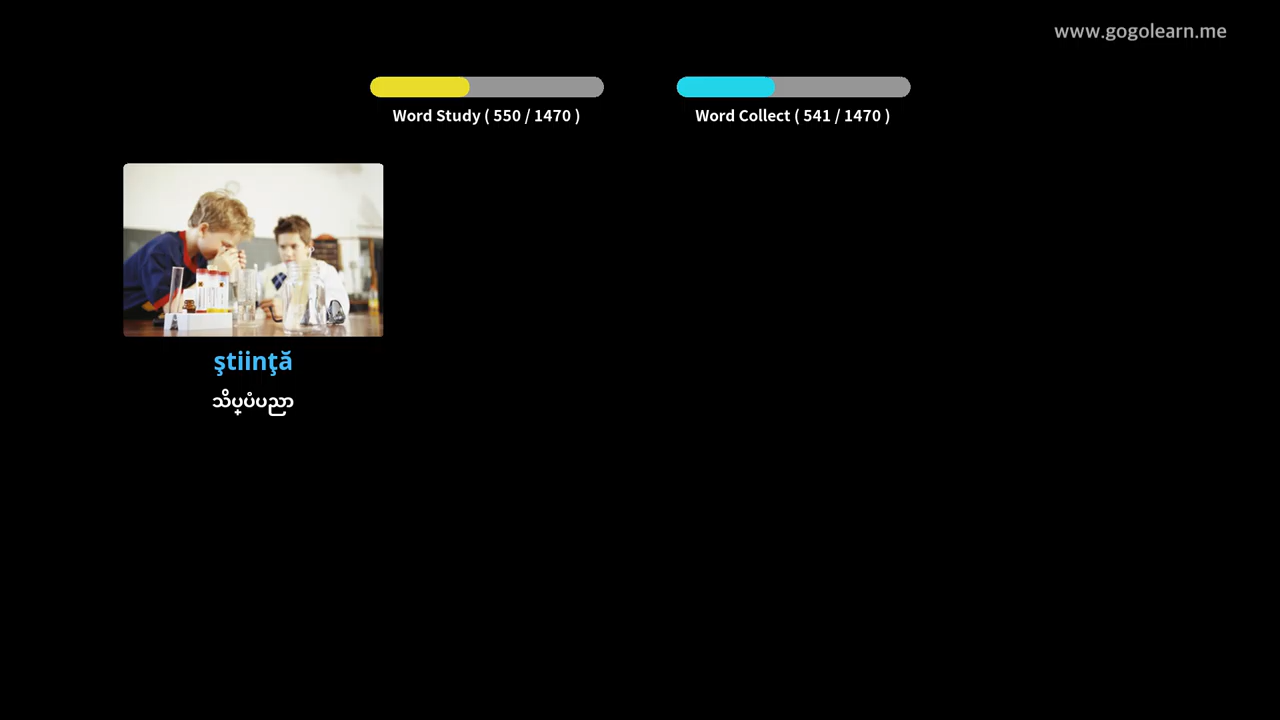 www.gogolearn.me
Word Study ( 550 / 1470 )
Word Collect ( 541 / 1470 )
ştiinţă
သိပ္ပံပညာ